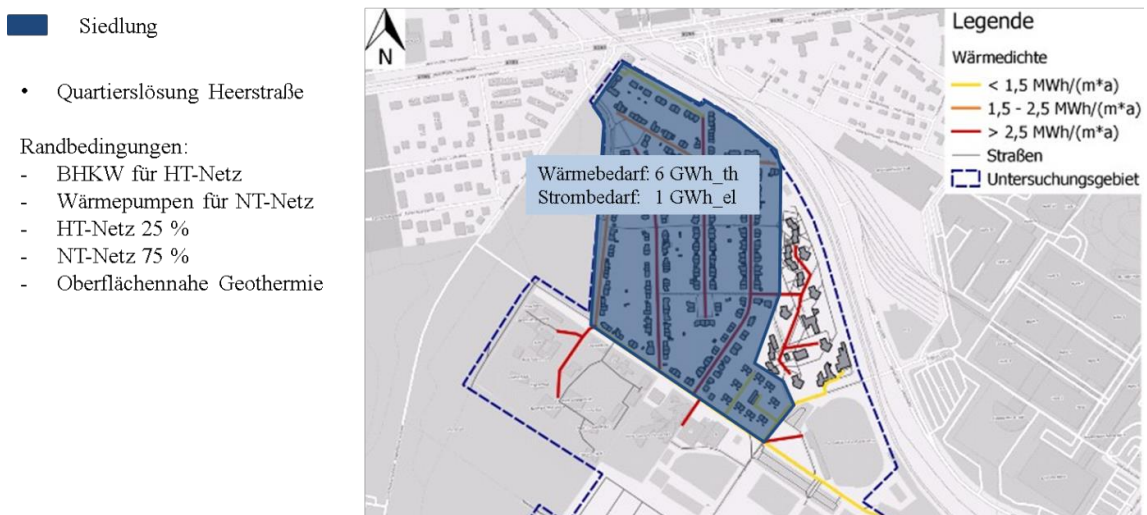 Siedlung
• Quartierslösung Heerstraße
Randbedingungen:
- BHKW für HT-Netz
- Wärmepumpen für NT-Netz
- HT-Netz 25 %
- NT-Netz 75 %
- Oberflächennahe Geothermie
N
Wärmebedarf: 6 GWh_th
Strombedarf: 1 GWh_el
Legende
Wärmedichte
< 1,5 MWh/(m*a)
1,5 - 2,5 MWh/(m*a)
> 2,5 MWh/(m*a)
Straßen
Untersuchungsgebiet